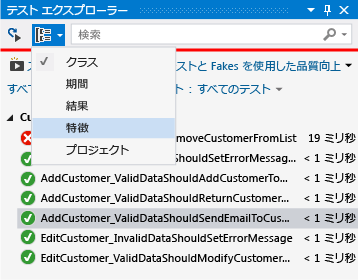 テスト エクスプローラー
検索
クラス
期間
結果
特徴
プロジェクト
ストと Fakes を使用した品質向上
すべ
: すべてのテスト
moveCustomerFromList 19 ミリ秒
ShouldSetErrorMessag... < 1 ミリ秒
AddCustomer_ValidDataShouldAddCustomerTo... < 1 ミリ秒
AddCustomer_ValidDataShouldReturnCustomer... < 1 ミリ秒
AddCustomer_ValidDataShouldSendEmailToCus... < 1 ミリ秒
EditCustomer_InvalidDataShouldSetErrorMessage < 1 ミリ秒
EditCustomer_ValidDataShouldModifyCustomer... < 1 ミリ秒